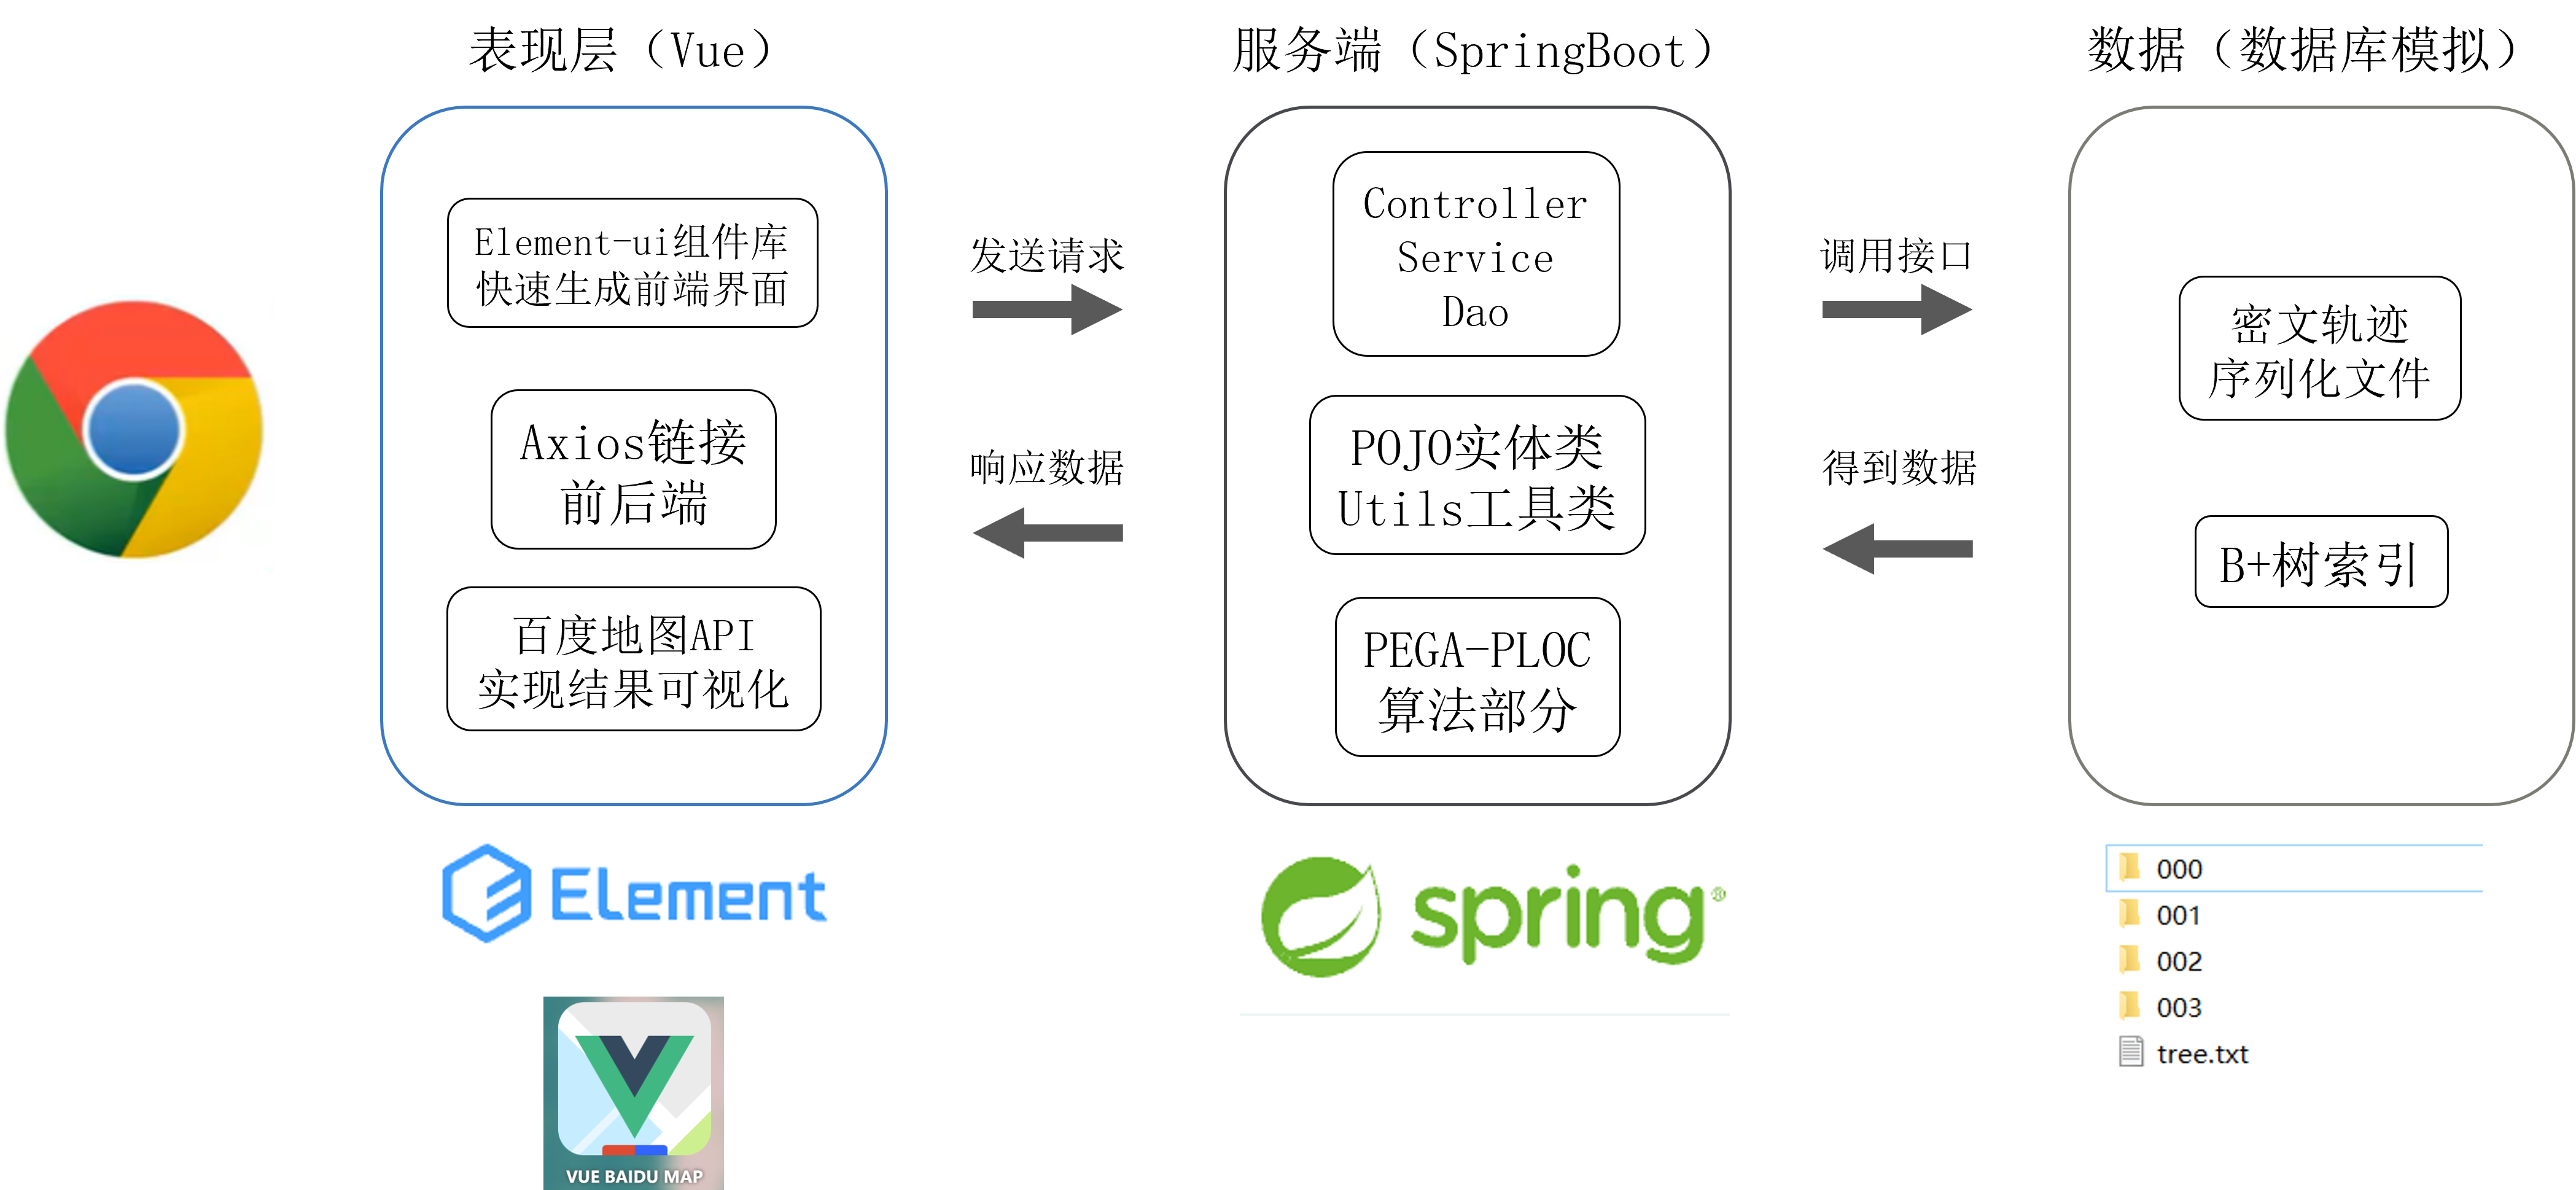 表现层（Vue）
服务端（SpringBoot）
数据（数据库模拟）
Element-ui组件库
快速生成前端界面
Axios链接
前后端
百度地图API
实现结果可视化
发送请求
响应数据
Controller
Service
Dao
POJO实体类
Utils工具类
PEGA-PLOC
算法部分
调用接口
得到数据
密文轨迹
序列化文件
B+树索引
Element
VUE BAIDU MAP
spring®
000
001
002
003
tree.txt